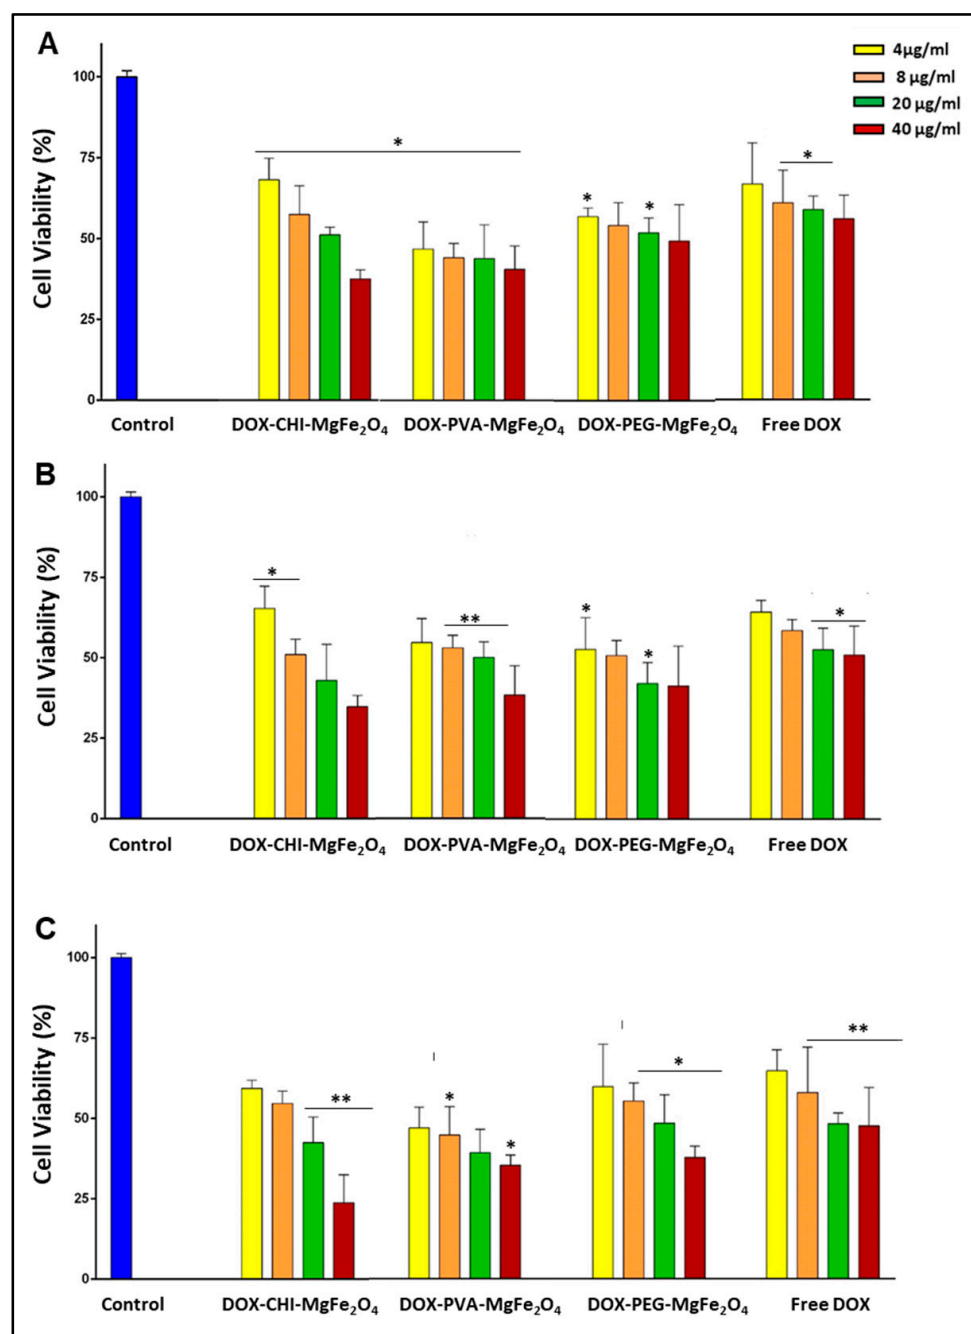 A
4µg/ml
8 µg/ml
20 µg/ml
40 µg/ml
Cell Viability (%)
100
75
50
25
0
*
*
*
*
Control
DOX-CHI-MgFe₂O₄
DOX-PVA-MgFe₂O₄
DOX-PEG-MgFe₂O₄
Free DOX
B
Cell Viability (%)
100
75
50
25
0
*
**
*
*
*
Control
DOX-CHI-MgFe₂O₄
DOX-PVA-MgFe₂O₄
DOX-PEG-MgFe₂O₄
Free DOX
C
Cell Viability (%)
100
75
50
25
0
**
*
*
*
**
Control
DOX-CHI-MgFe₂O₄
DOX-PVA-MgFe₂O₄
DOX-PEG-MgFe₂O₄
Free DOX